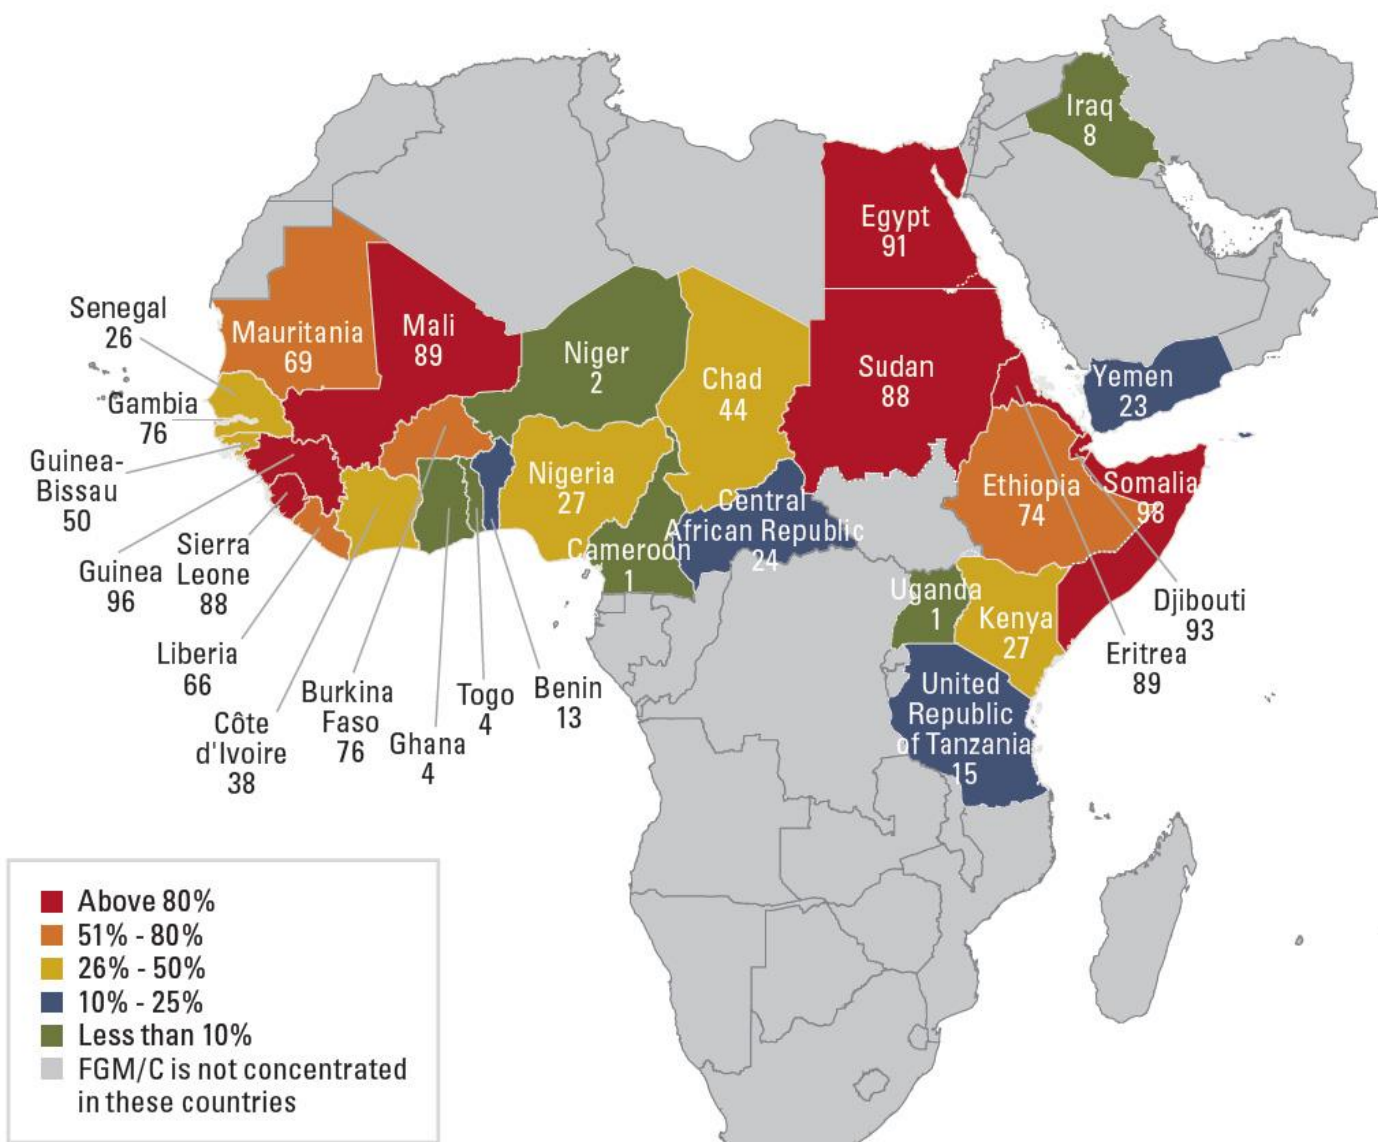 Iraq
8
Egypt
91
Senegal
26
Mauritania
69
Mali
89
Niger
2
Chad
44
Sudan
88
Yemen
23
Gambia
76
Guinea-
Bissau
50
Nigeria
27
Ethiopia
74
Somalia
98
Central
African Republic
24
Guinea
96
Sierra
Leone
88
Cameroon
1
Uganda
1
Kenya
27
Djibouti
93
Eritrea
89
Liberia
66
Côte
d'Ivoire
38
Burkina
Faso
76
Ghana
4
Togo
4
Benin
13
United
Republic
of Tanzania
15
Above 80%
51% - 80%
26% - 50%
10% - 25%
Less than 10%
FGM/C is not concentrated
in these countries